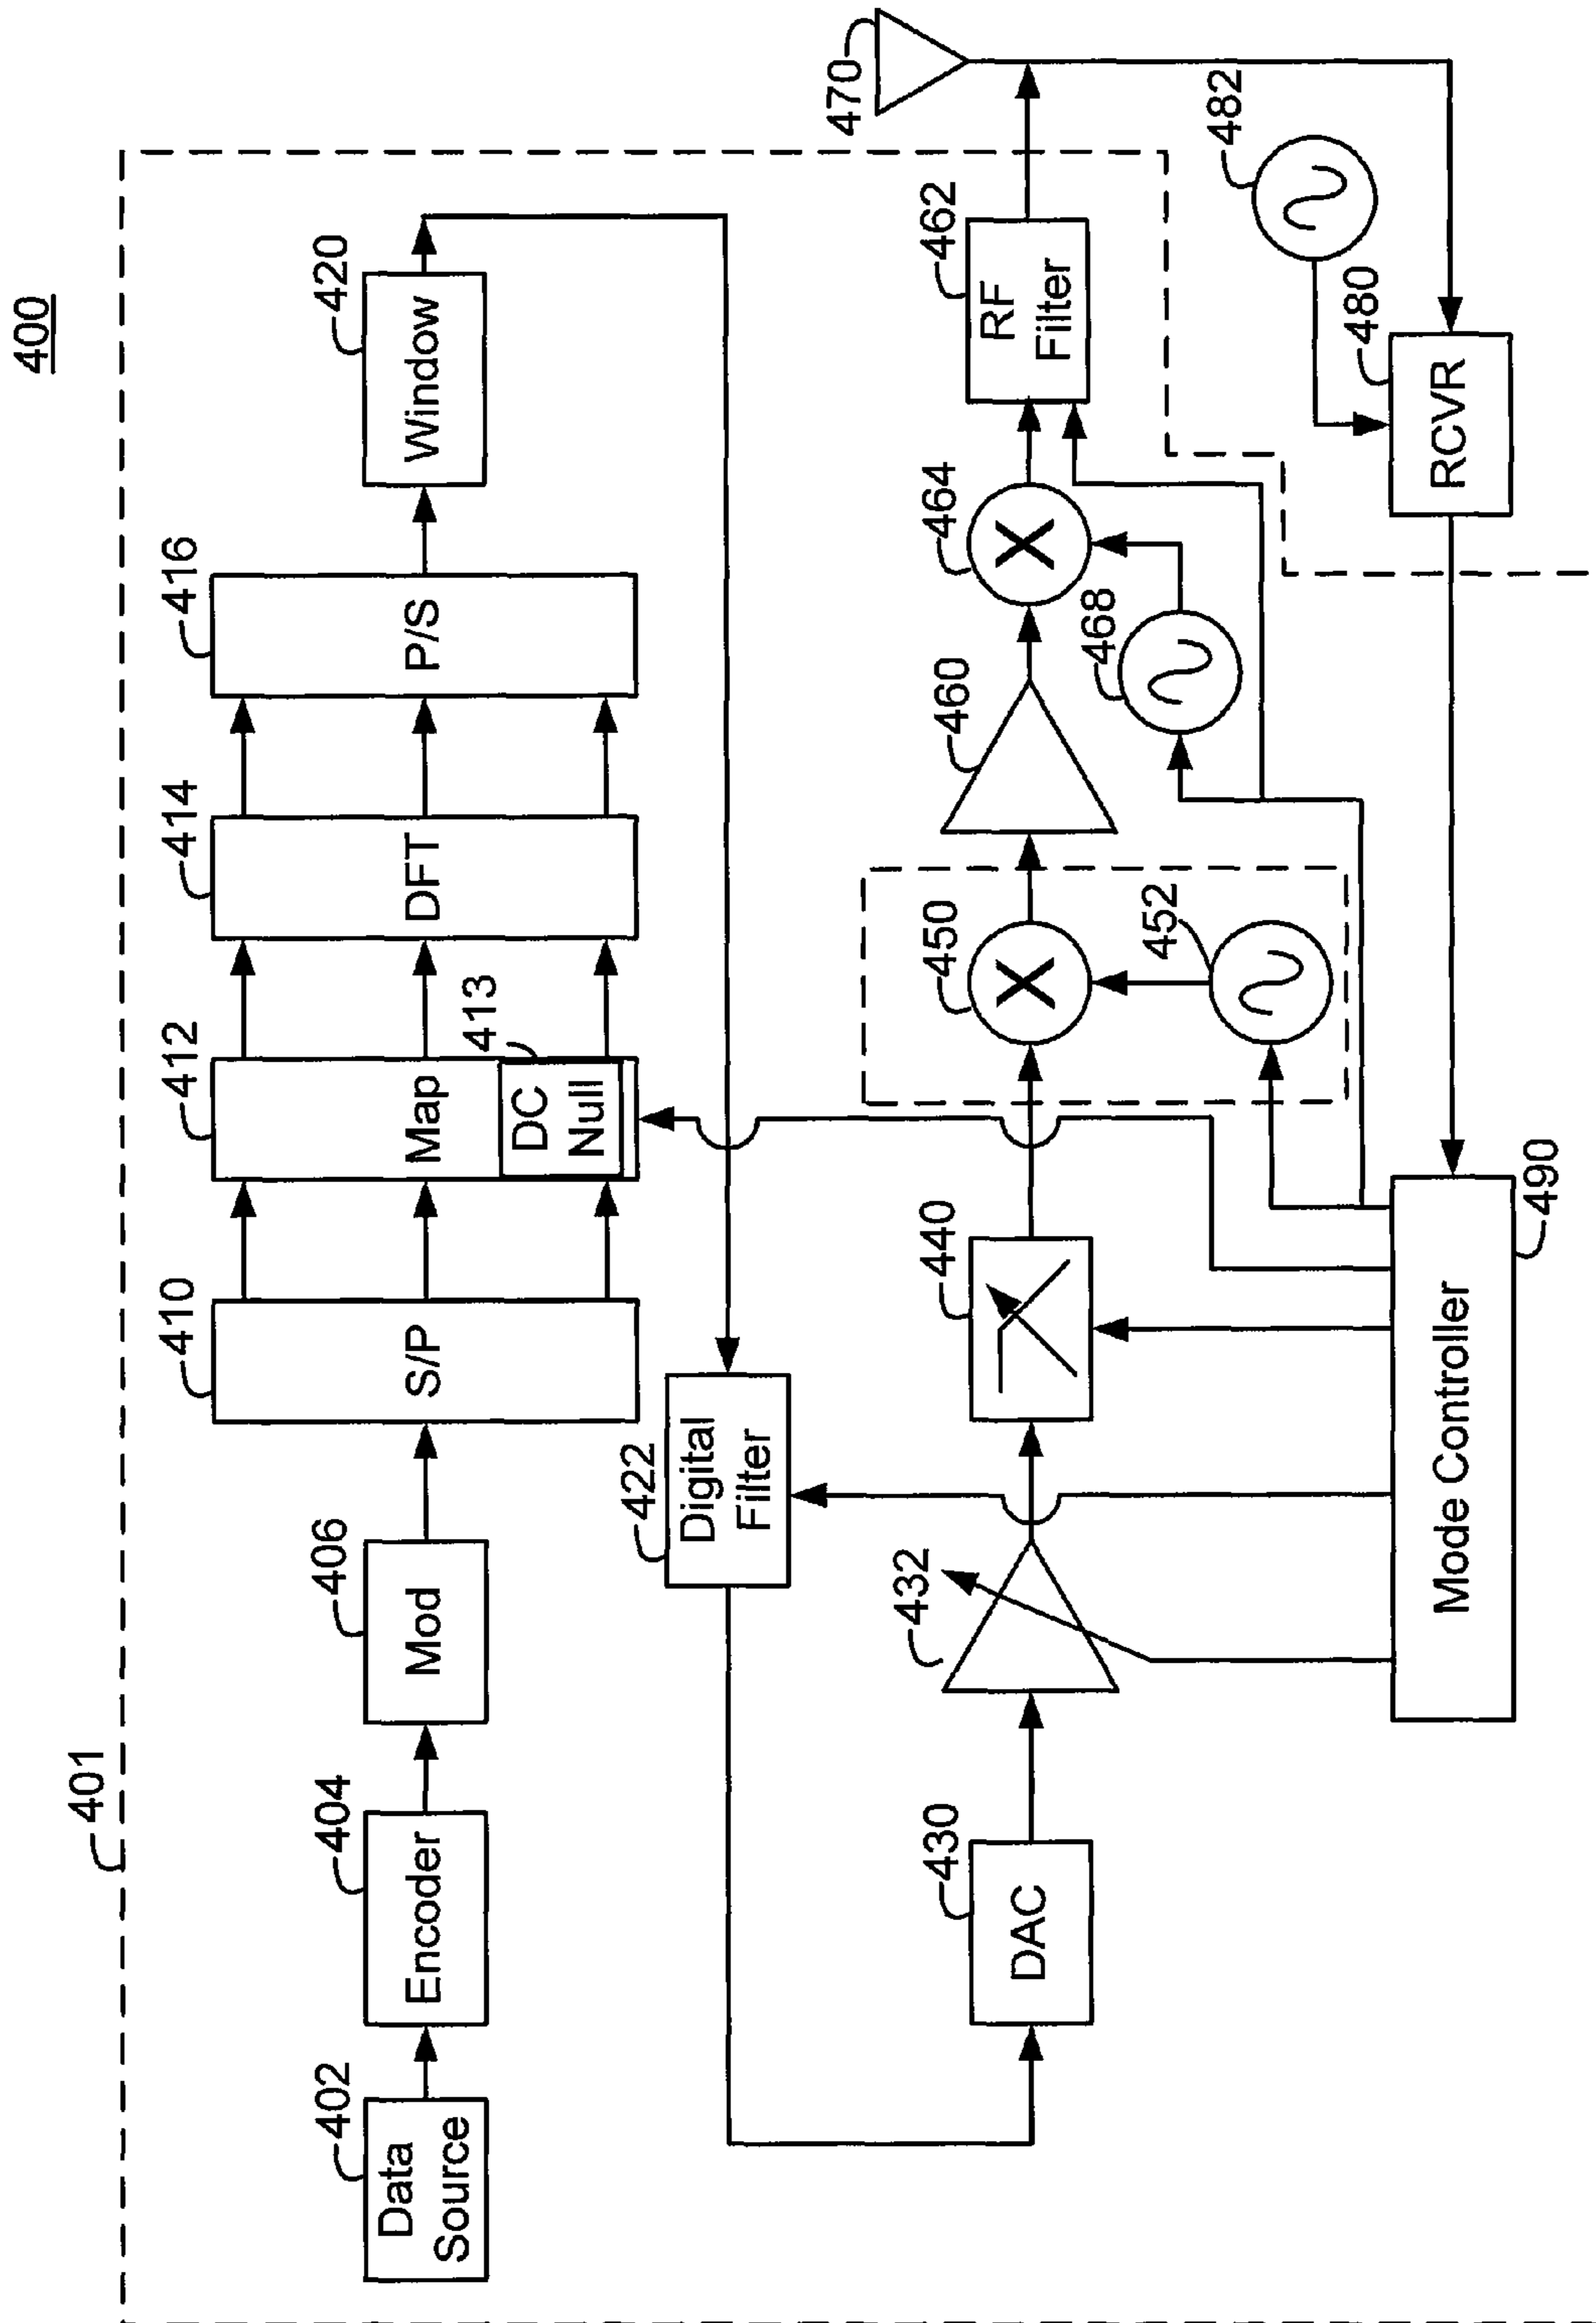 400
401
402
Data
Source
404
Encoder
406
Mod
410
S/P
412
Map
413
DC
Null
414
DFT
416
P/S
420
Window
422
Digital
Filter
430
DAC
432
440
450
X
452
460
464
X
468
462
RF
Filter
470
482
480
RCVR
490
Mode Controller